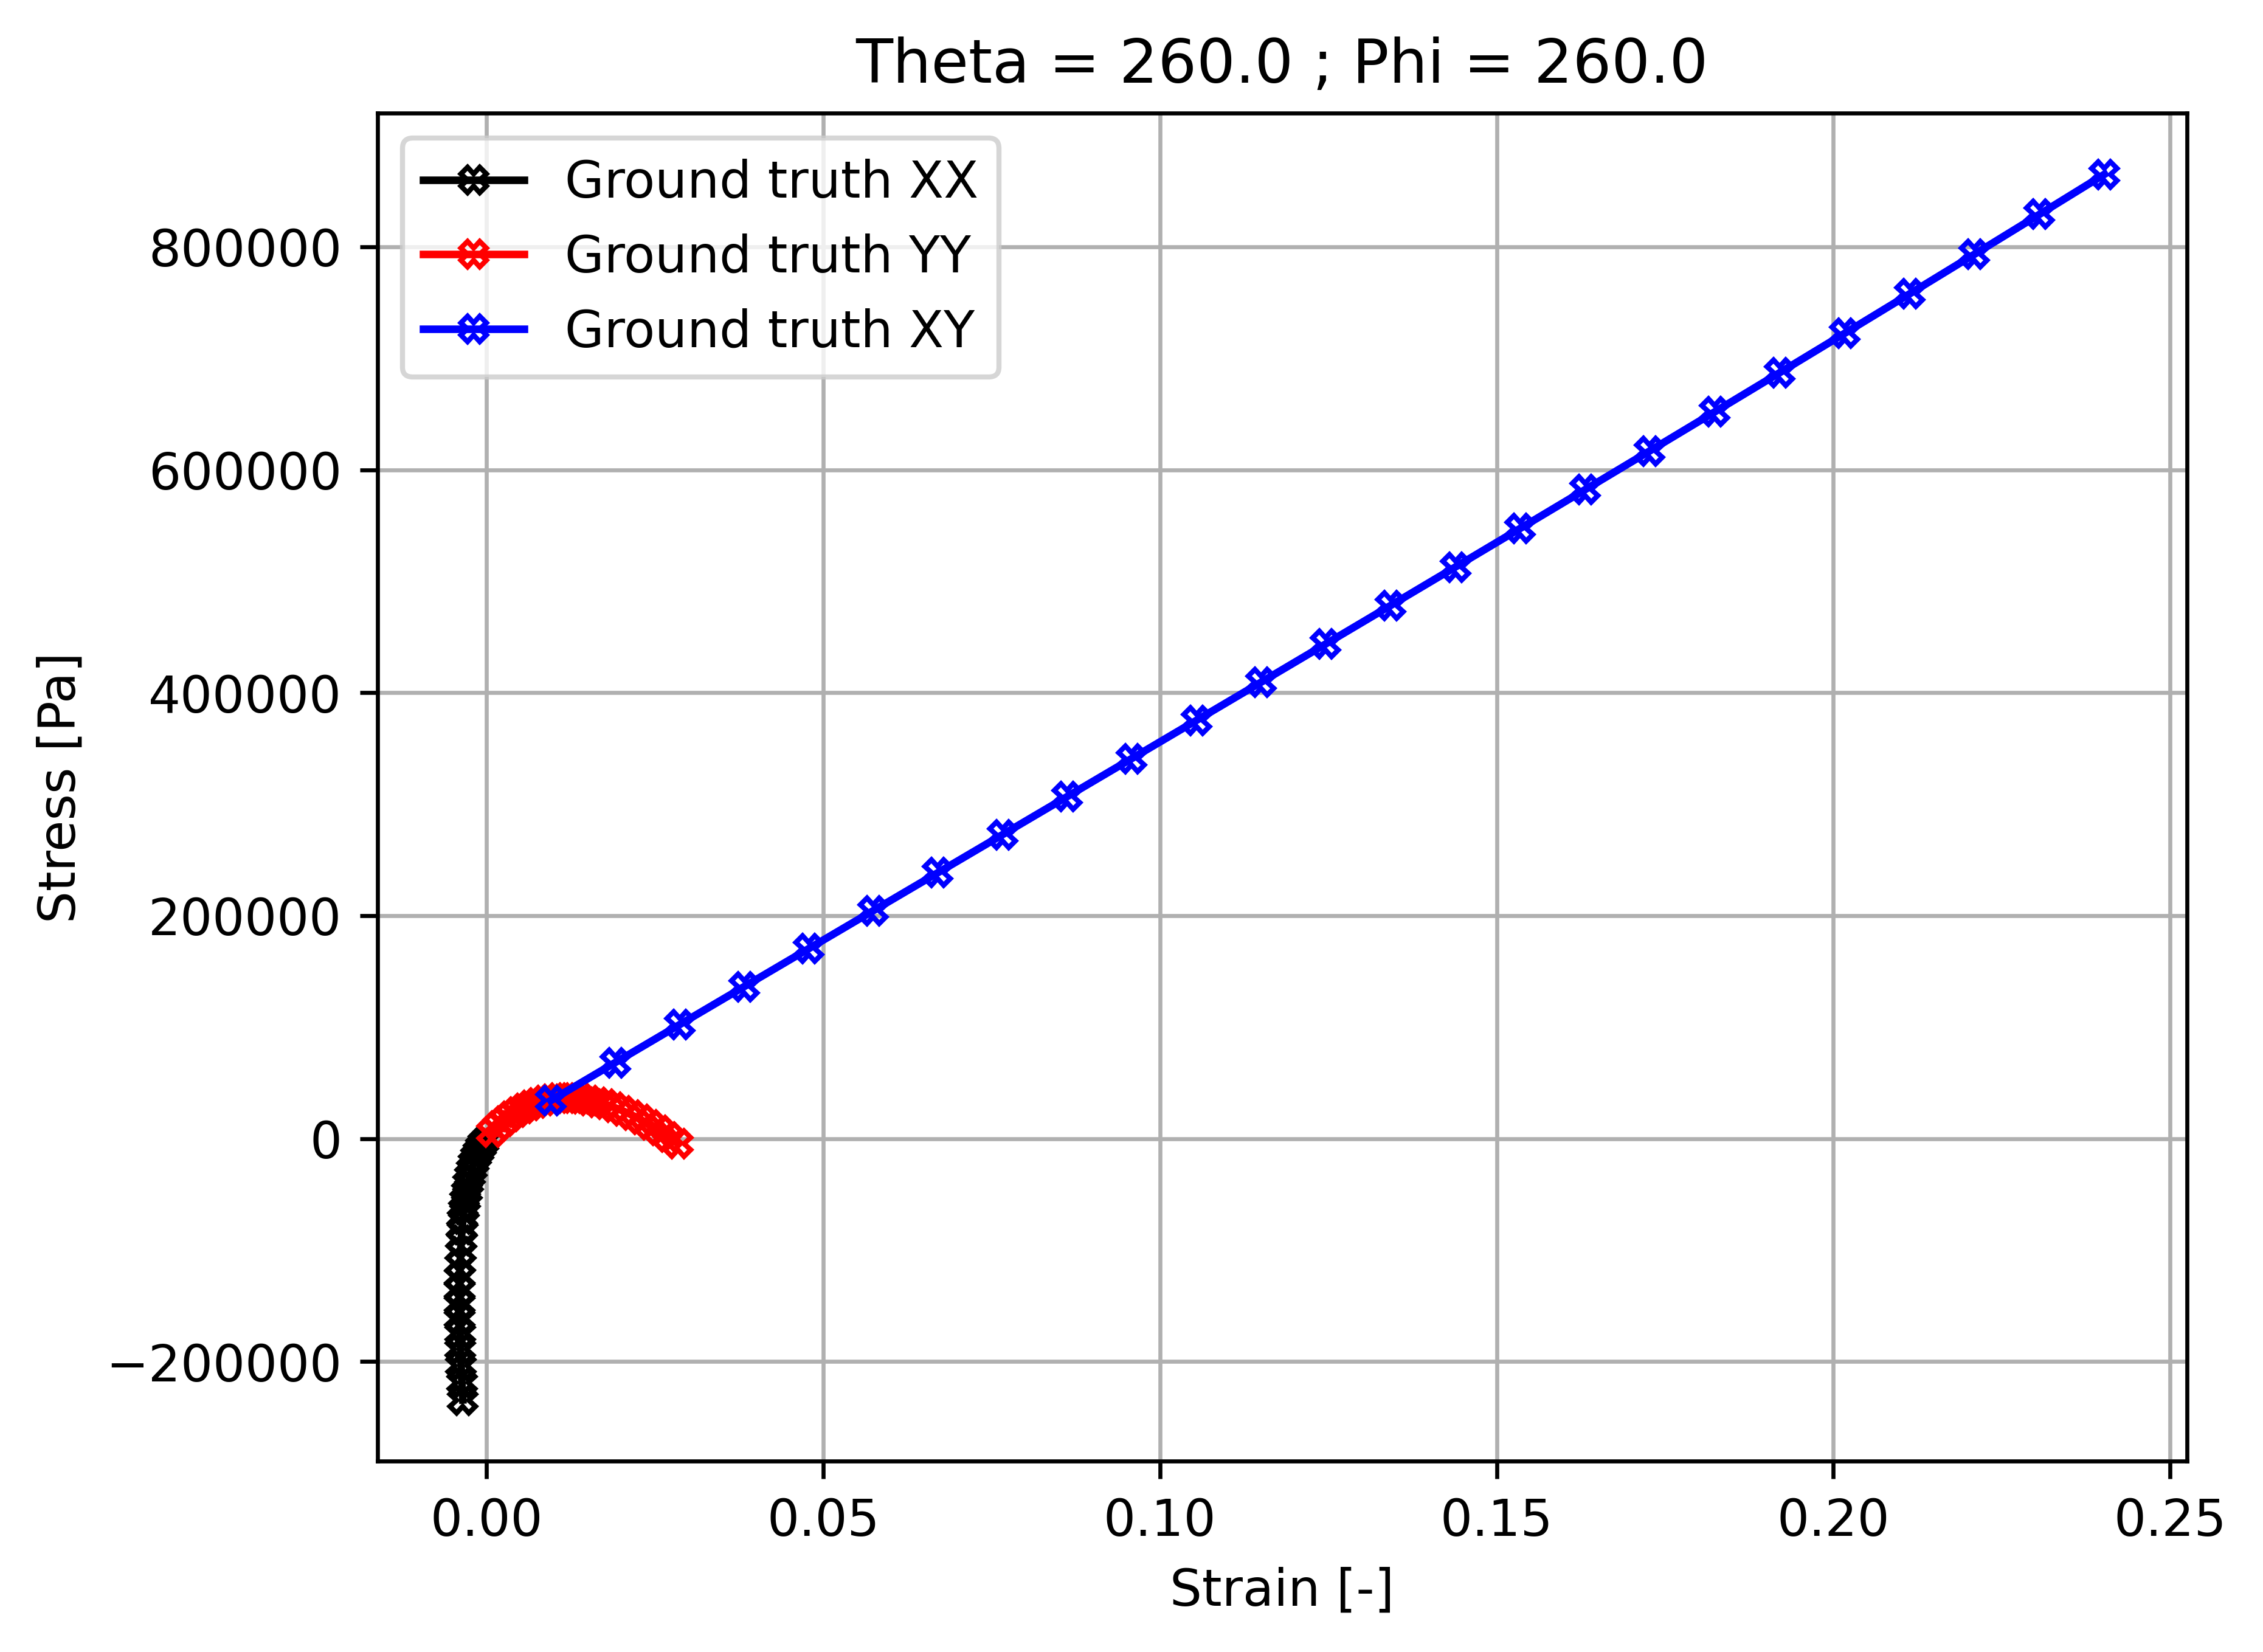 Theta = 260.0 ; Phi = 260.0
Ground truth XX
Ground truth YY
Ground truth XY
800000
600000
400000
200000
0
−200000
Stress [Pa]
0.00 0.05 0.10 0.15 0.20 0.25
Strain [-]